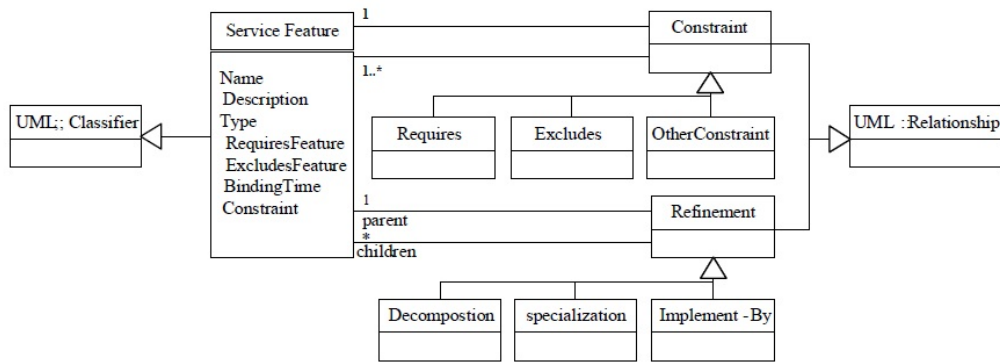 1
Service Feature
Constraint
1..*
Name
Description
Type
RequiresFeature
ExcludesFeature
BindingTime
Constraint
UML;; Classifier
Requires
Excludes
OtherConstraint
UML :Relationship
1
parent
*
children
Refinement
Decompostion
specialization
Implement -By